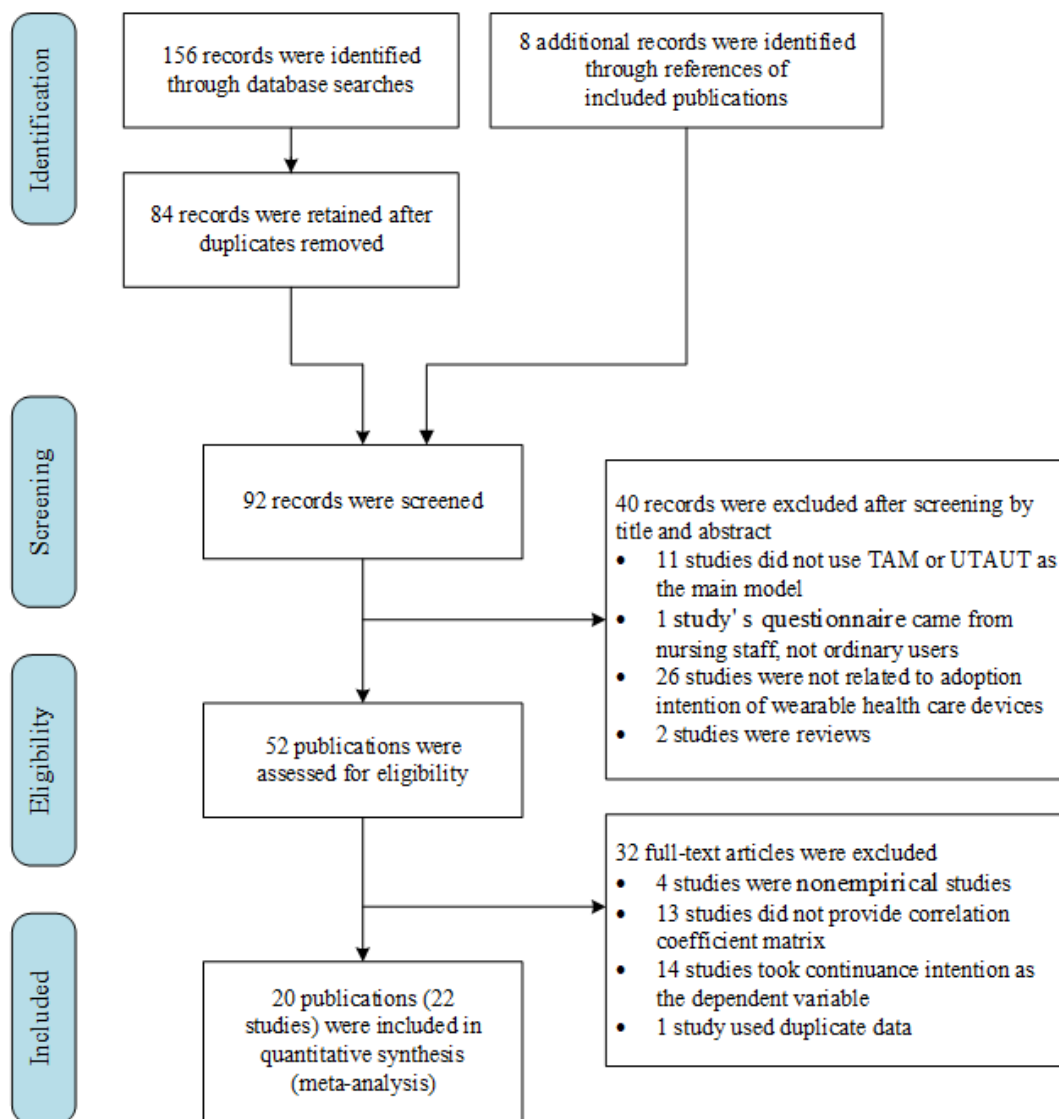 Identification
156 records were identified
through database searches
8 additional records were identified
through references of
included publications
84 records were retained after
duplicates removed
Screening
92 records were screened
40 records were excluded after screening by
title and abstract
• 11 studies did not use TAM or UTAUT as
the main model
• 1 study's questionnaire came from
nursing staff, not ordinary users
• 26 studies were not related to adoption
intention of wearable health care devices
• 2 studies were reviews
Eligibility
52 publications were
assessed for eligibility
32 full-text articles were excluded
• 4 studies were nonempirical studies
• 13 studies did not provide correlation
coefficient matrix
• 14 studies took continuance intention as
the dependent variable
• 1 study used duplicate data
Included
20 publications (22
studies) were included in
quantitative synthesis
(meta-analysis)